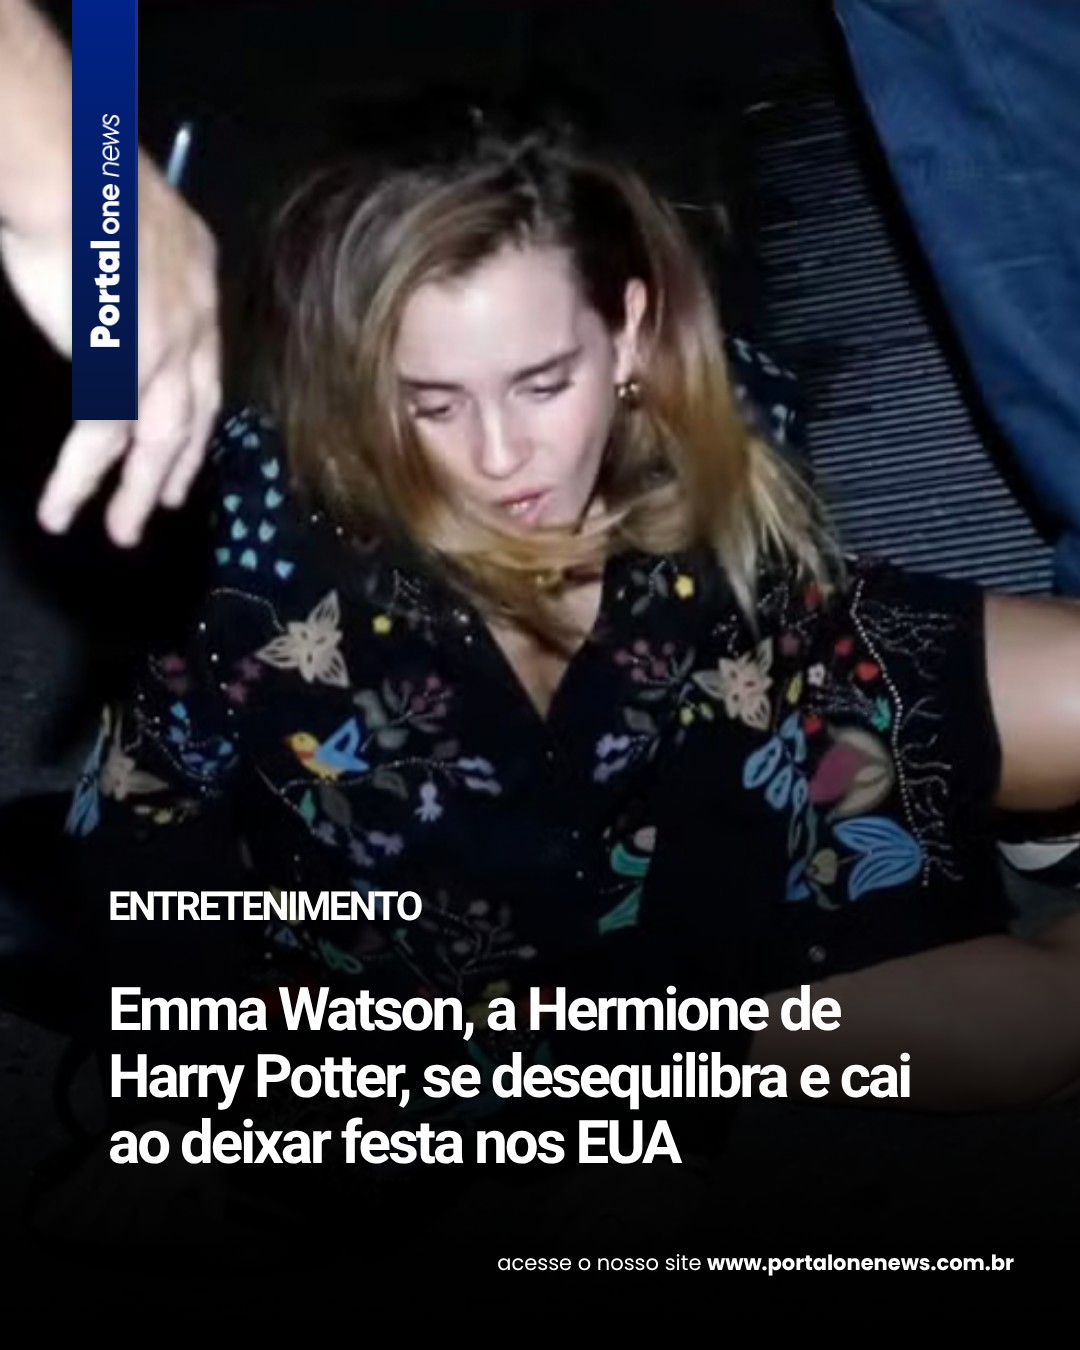 Portal one news
ENTRETENIMENTO
Emma Watson, a Hermione de
Harry Potter, se desequilibra e cai
ao deixar festa nos EUA
acesse o nosso site www.portalonenews.com.br